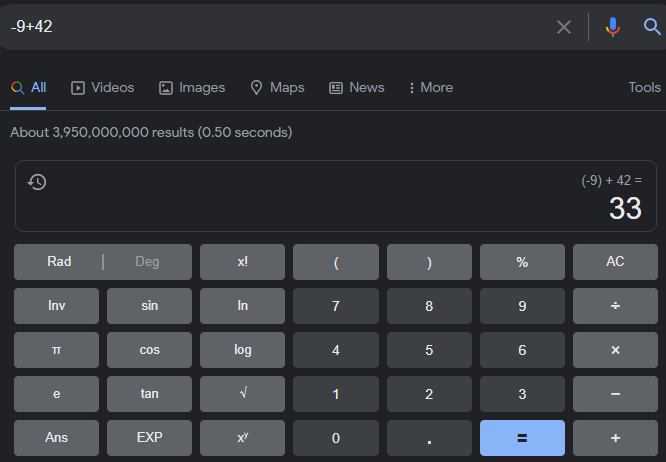 -9+42
All Videos Images Maps News More Tools
About 3,950,000,000 results (0.50 seconds)
(-9) + 42 =
33
Rad | Deg x! ( ) % AC
Inv sin ln 7 8 9 ÷
π cos log 4 5 6 ×
e tan √ 1 2 3 −
Ans EXP xʸ 0 . = +